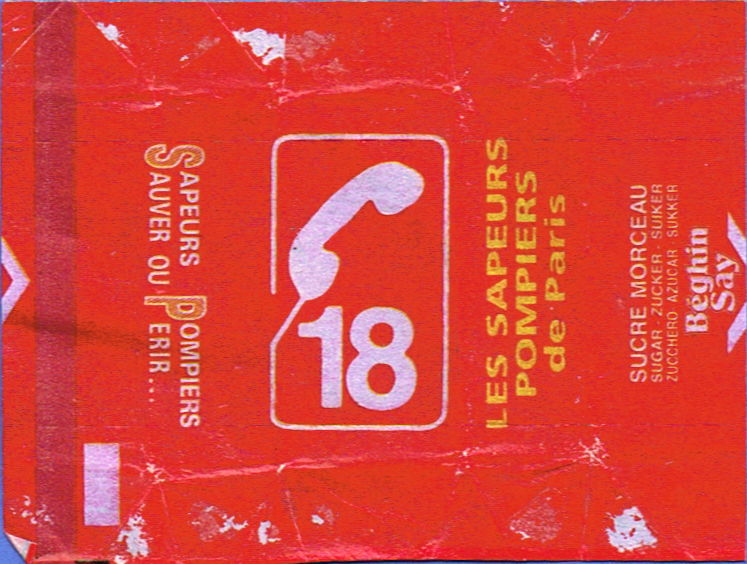 SAPEURS POMPIERS
SAUVER OU PERIR...
18
LES SAPEURS
POMPIERS
de Paris
SUCRE MORCEAU
SUGAR - ZUCKER - SUIKER
ZUCCHERO AZUCAR SUKKER
Béghin
Say